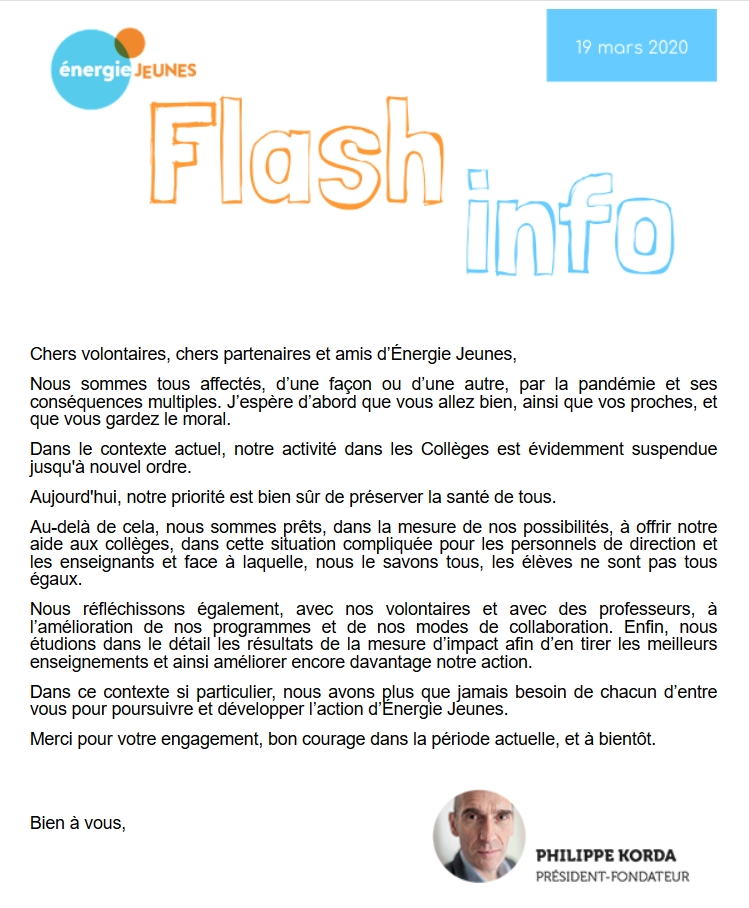 énergie JEUNES
19 mars 2020
Flash
info
Chers volontaires, chers partenaires et amis d’Énergie Jeunes,
Nous sommes tous affectés, d’une façon ou d’une autre, par la pandémie et ses
conséquences multiples. J’espère d’abord que vous allez bien, ainsi que vos proches, et
que vous gardez le moral.
Dans le contexte actuel, notre activité dans les Collèges est évidemment suspendue
jusqu'à nouvel ordre.
Aujourd'hui, notre priorité est bien sûr de préserver la santé de tous.
Au-delà de cela, nous sommes prêts, dans la mesure de nos possibilités, à offrir notre
aide aux collèges, dans cette situation compliquée pour les personnels de direction et
les enseignants et face à laquelle, nous le savons tous, les élèves ne sont pas tous
égaux.
Nous réfléchissons également, avec nos volontaires et avec des professeurs, à
l’amélioration de nos programmes et de nos modes de collaboration. Enfin, nous
étudions dans le détail les résultats de la mesure d’impact afin d’en tirer les meilleurs
enseignements et ainsi améliorer encore davantage notre action.
Dans ce contexte si particulier, nous avons plus que jamais besoin de chacun d’entre
vous pour poursuivre et développer l’action d’Énergie Jeunes.
Merci pour votre engagement, bon courage dans la période actuelle, et à bientôt.
Bien à vous,
PHILIPPE KORDA
PRÉSIDENT-FONDATEUR